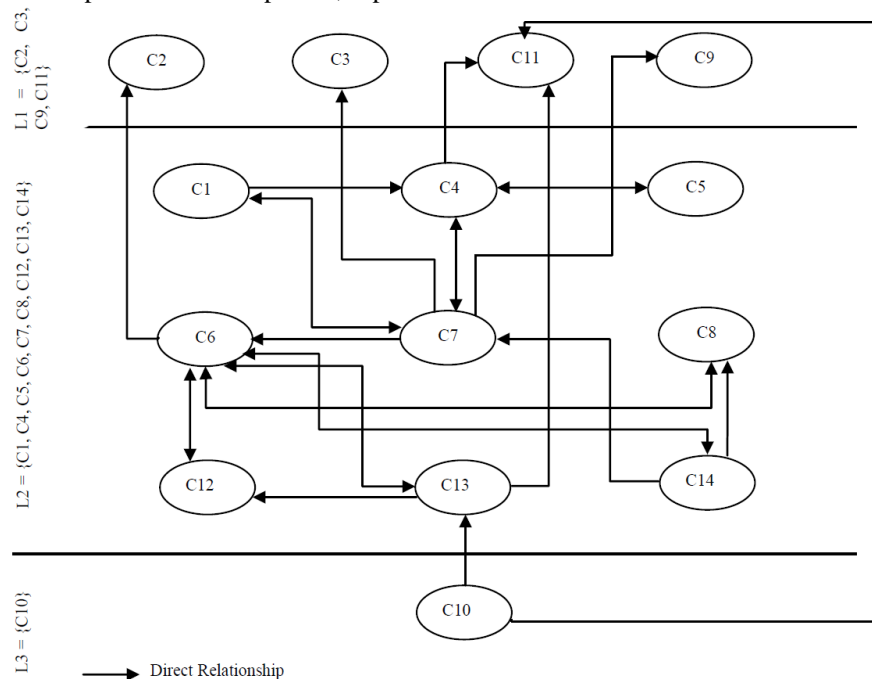 L1 = {C2, C3,
C9, C11}
C2
C3
C11
C9
L2 = {C1, C4, C5, C6, C7, C8, C12, C13, C14}
C1
C4
C5
C6
C7
C8
C12
C13
C14
L3 = {C10}
C10
Direct Relationship